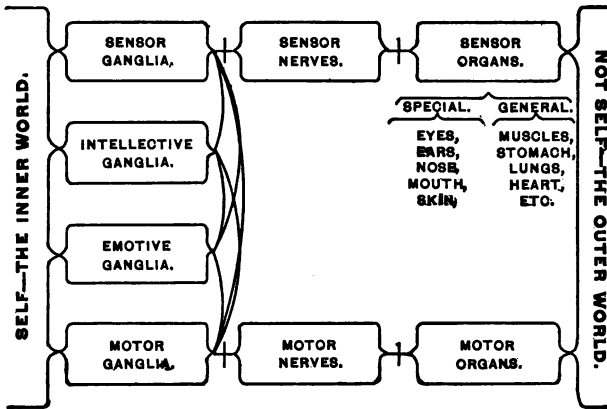 SELF—THE INNER WORLD.
SENSOR
GANGLIA.
SENSOR
NERVES.
SENSOR
ORGANS.
SPECIAL. GENERAL.
EYES,
EARS,
NOSE,
MOUTH,
SKIN,
MUSCLES,
STOMACH,
LUNGS,
HEART,
ETC.
INTELLECTIVE
GANGLIA.
EMOTIVE
GANGLIA.
MOTOR
GANGLIA.
MOTOR
NERVES.
MOTOR
ORGANS.
NOT SELF—THE OUTER WORLD.